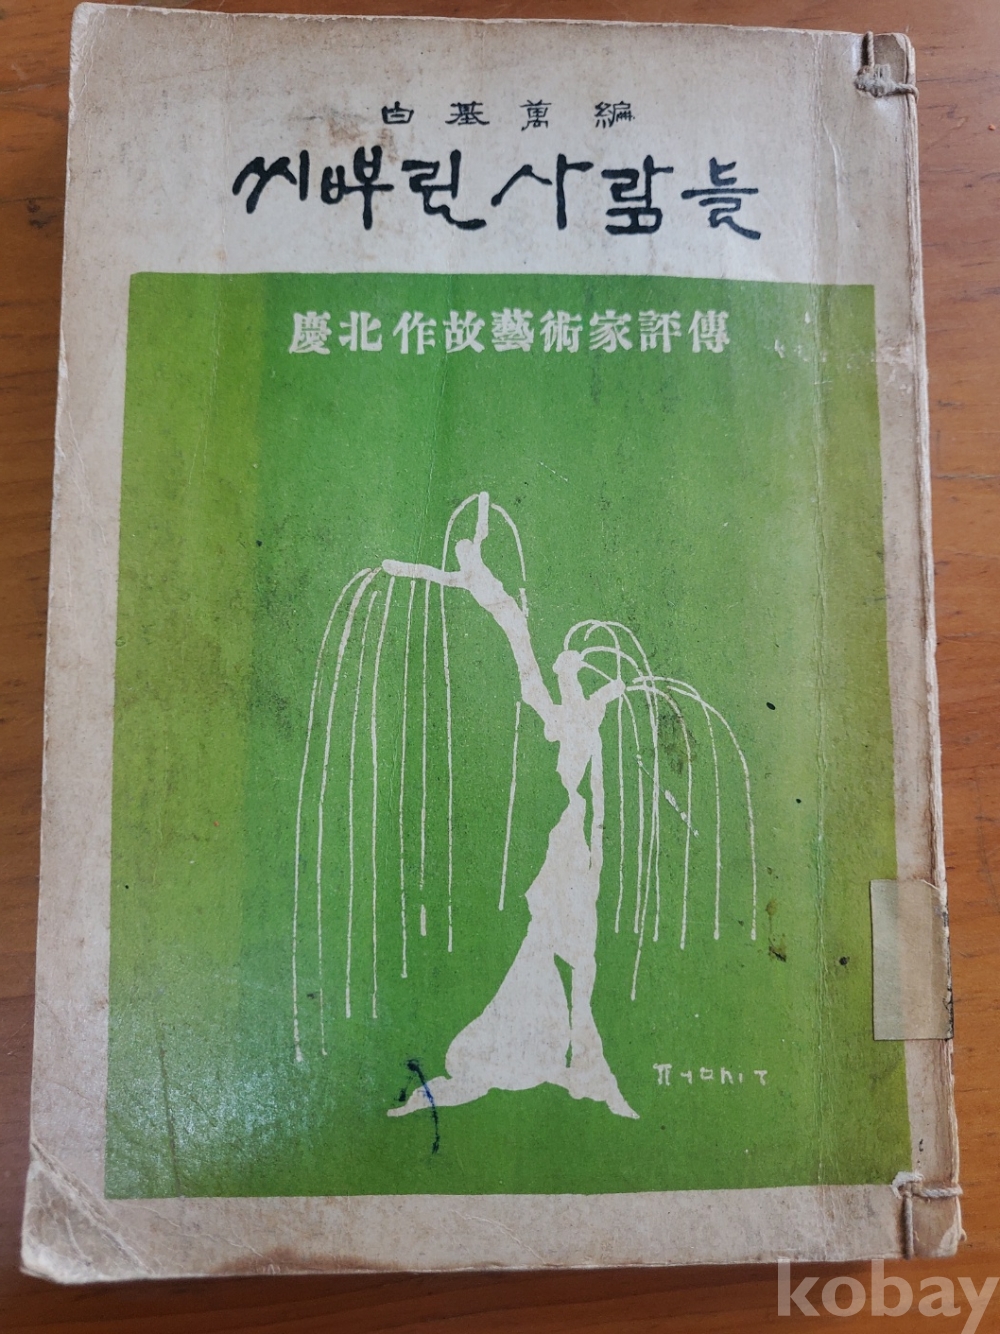 白基萬 編
씨뿌린 사람들
慶北作故藝術家評傳
kobay